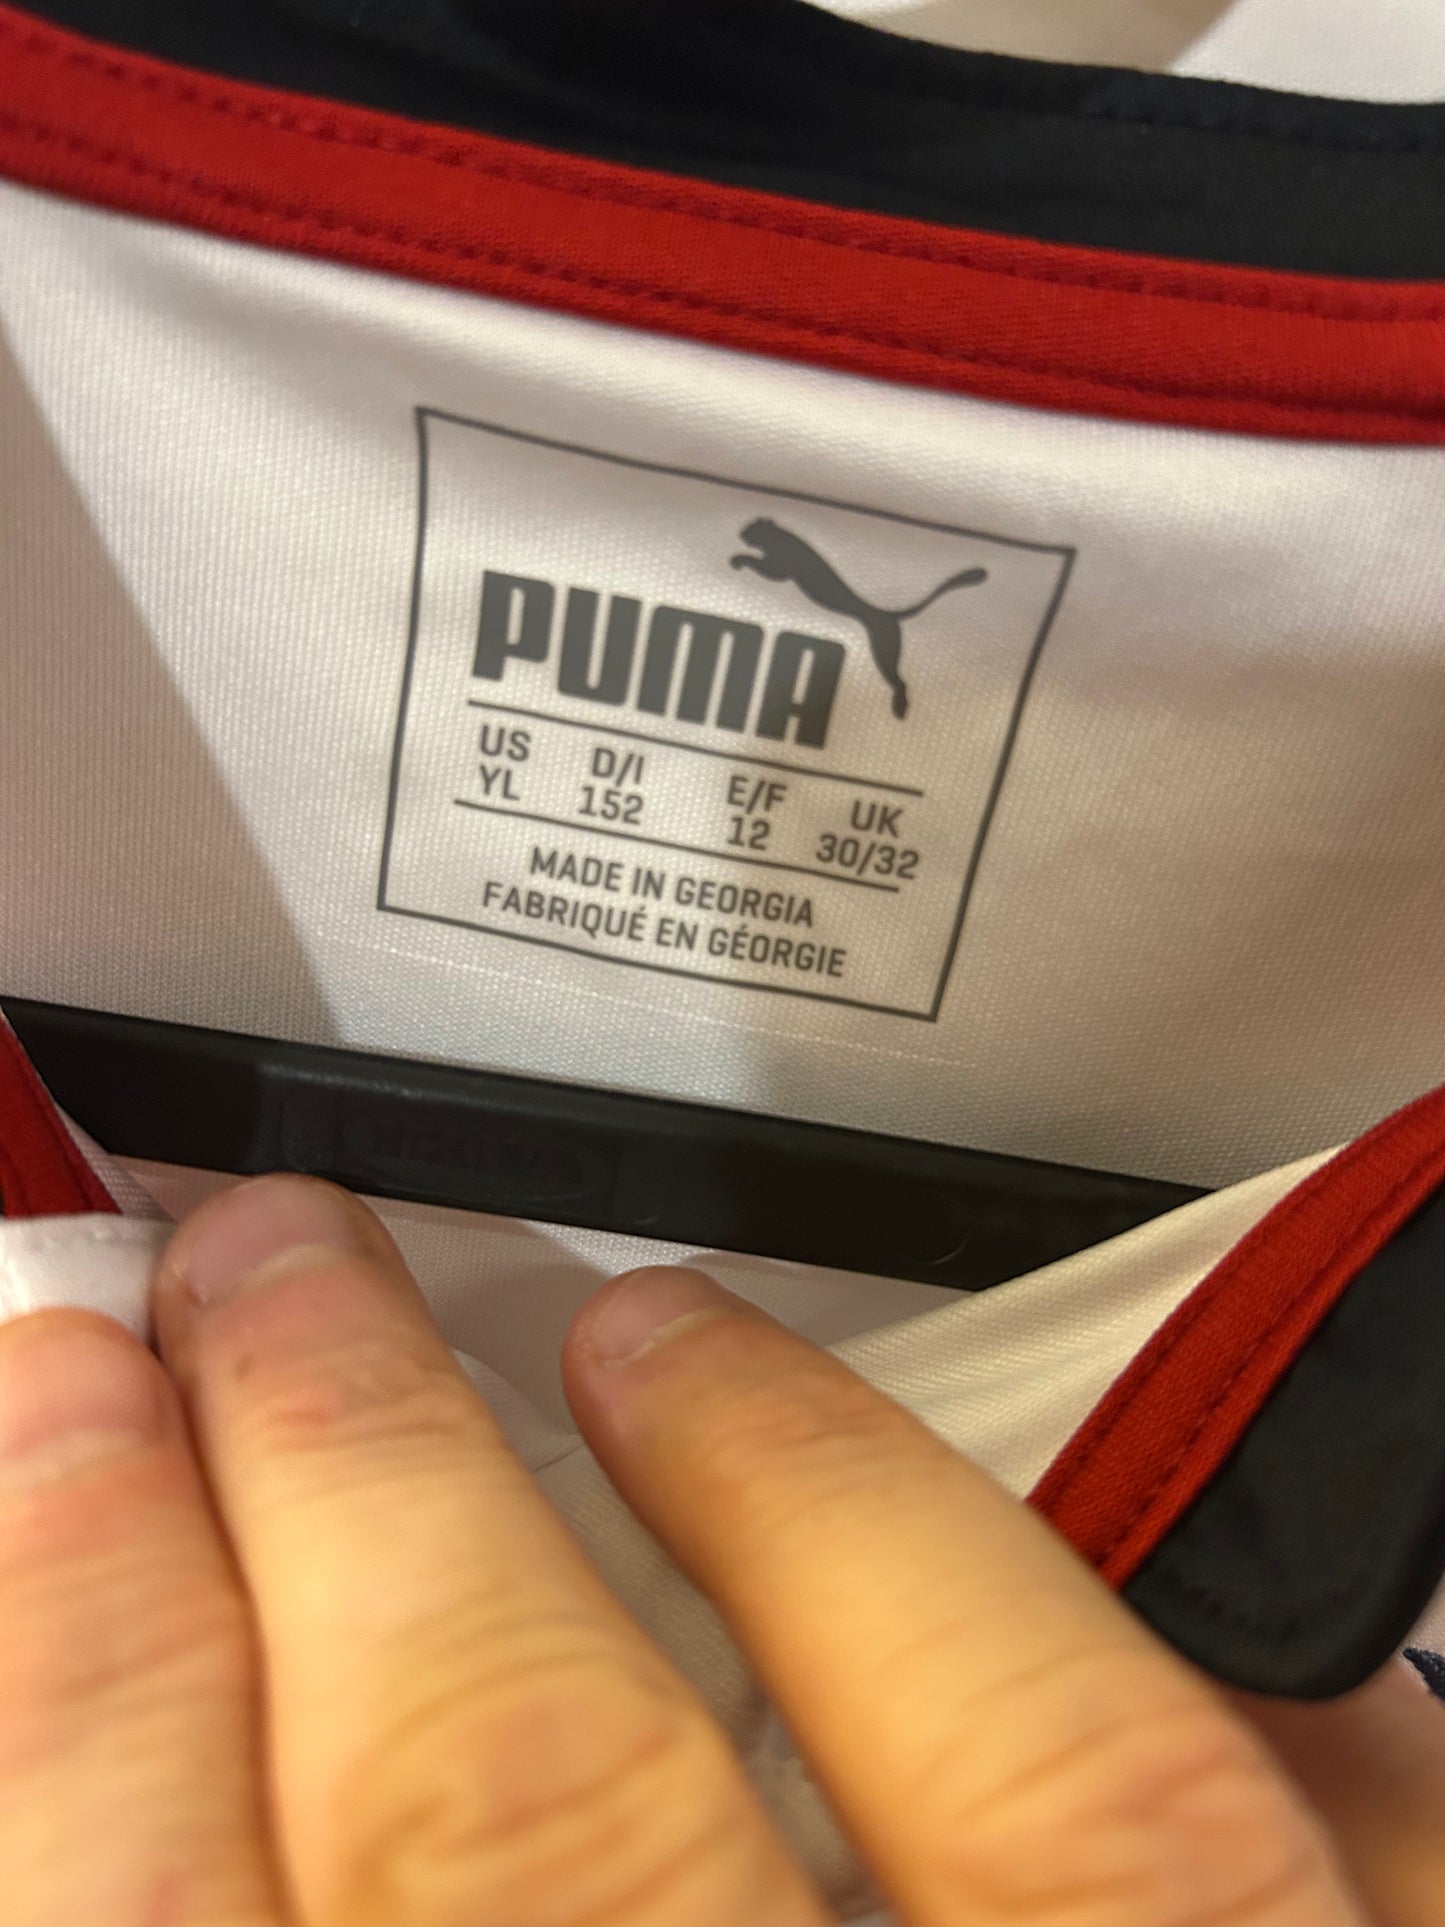 PUMA
US D/I E/F UK
YL 152 12 30/32
MADE IN GEORGIA
FABRIQUÉ EN GÉORGIE